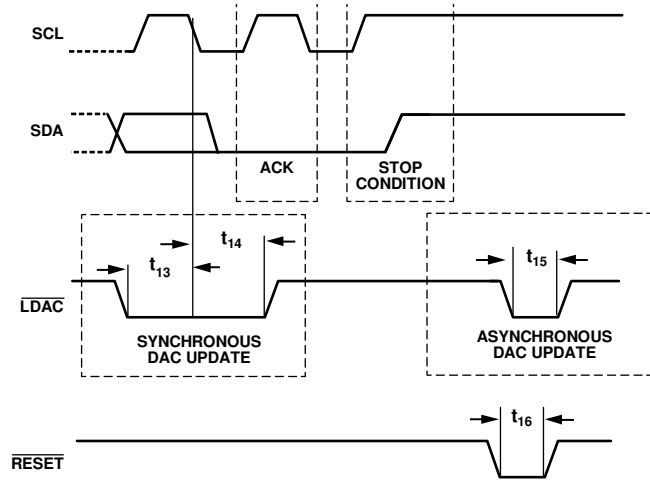 SCL
SDA
ACK
STOP
CONDITION
t13
t14
t15
LDAC
SYNCHRONOUS
DAC UPDATE
ASYNCHRONOUS
DAC UPDATE
t16
RESET